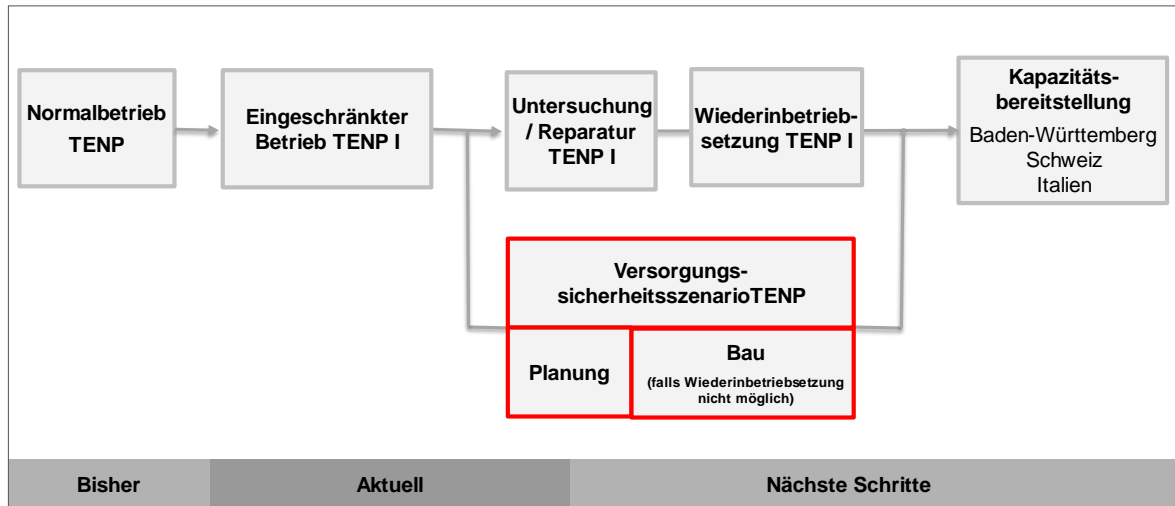 Normalbetrieb
TENP
Eingeschränkter
Betrieb TENP I
Untersuchung
/ Reparatur
TENP I
Wiederinbetrieb-
setzung TENP I
Kapazitäts-
bereitstellung
Baden-Württemberg
Schweiz
Italien
Versorgungs-
sicherheitsszenarioTENP
Planung
Bau
(falls Wiederinbetriebsetzung
nicht möglich)
Bisher
Aktuell
Nächste Schritte